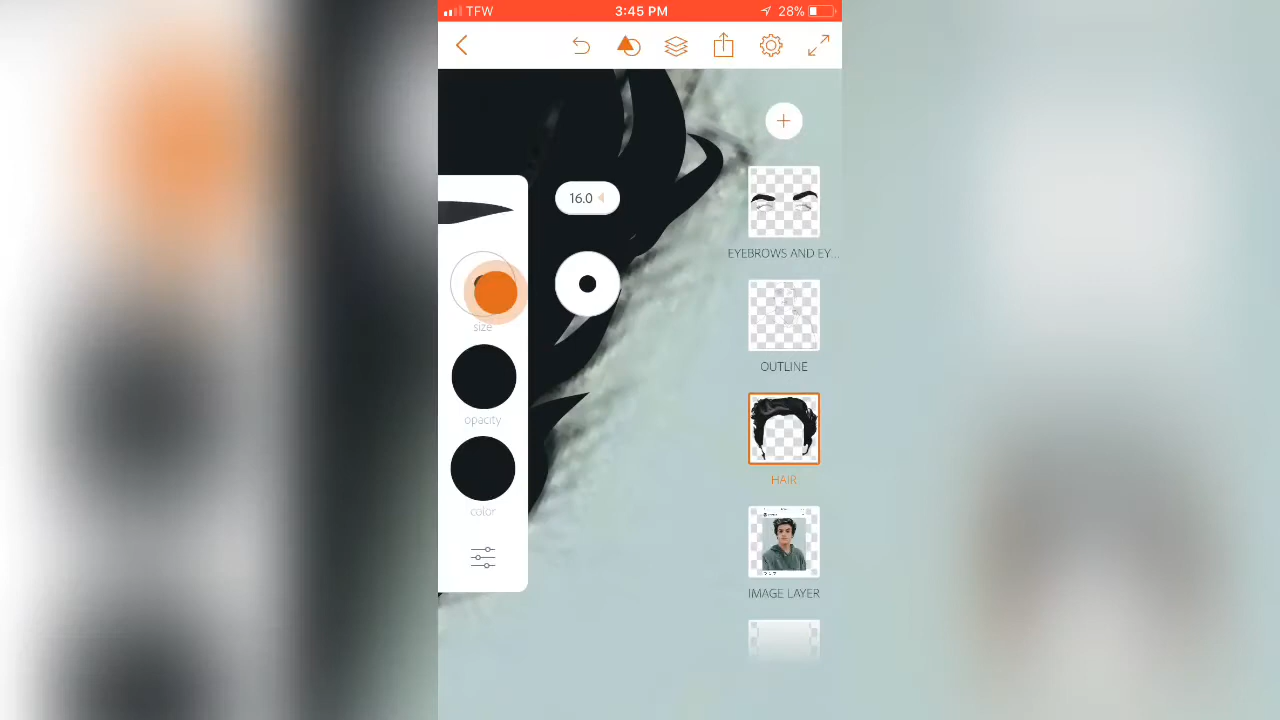 TFW 3:45 PM 28%
16.0
EYEBROWS AND EY...
size
OUTLINE
opacity
HAIR
color
IMAGE LAYER